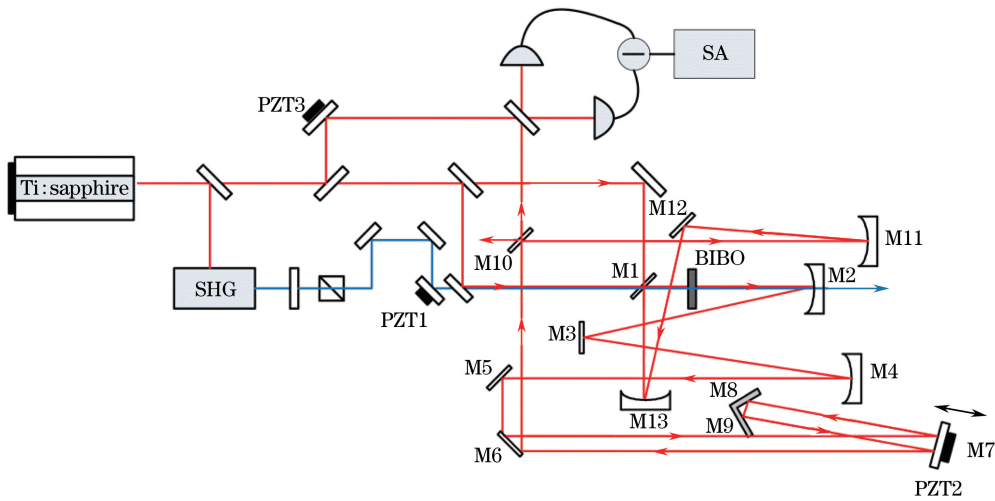 SA
PZT3
Ti:sapphire
M12
M11
M10
M1
BIBO
M2
SHG
PZT1
M3
M5
M4
M8
M13
M9
M6
M7
PZT2